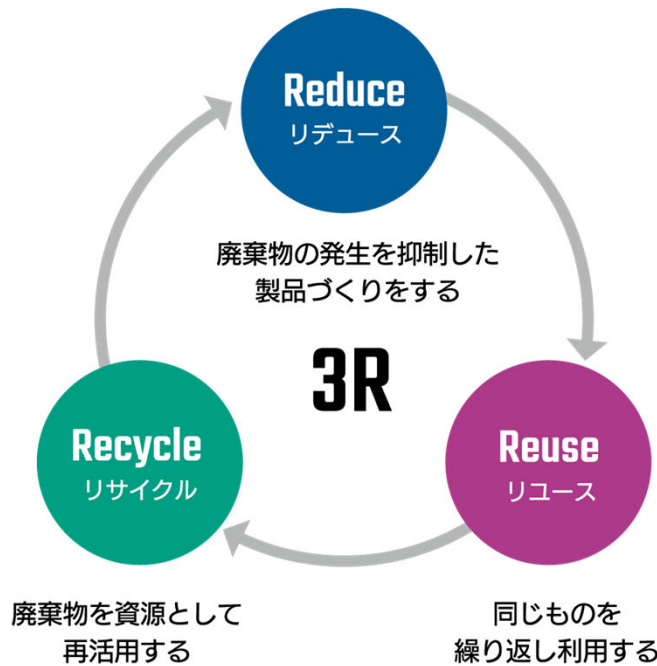 Reduce
リデュース
廃棄物の発生を抑制した
製品づくりをする
3R
Recycle
リサイクル
廃棄物を資源として
再活用する
Reuse
リユース
同じものを
繰り返し利用する